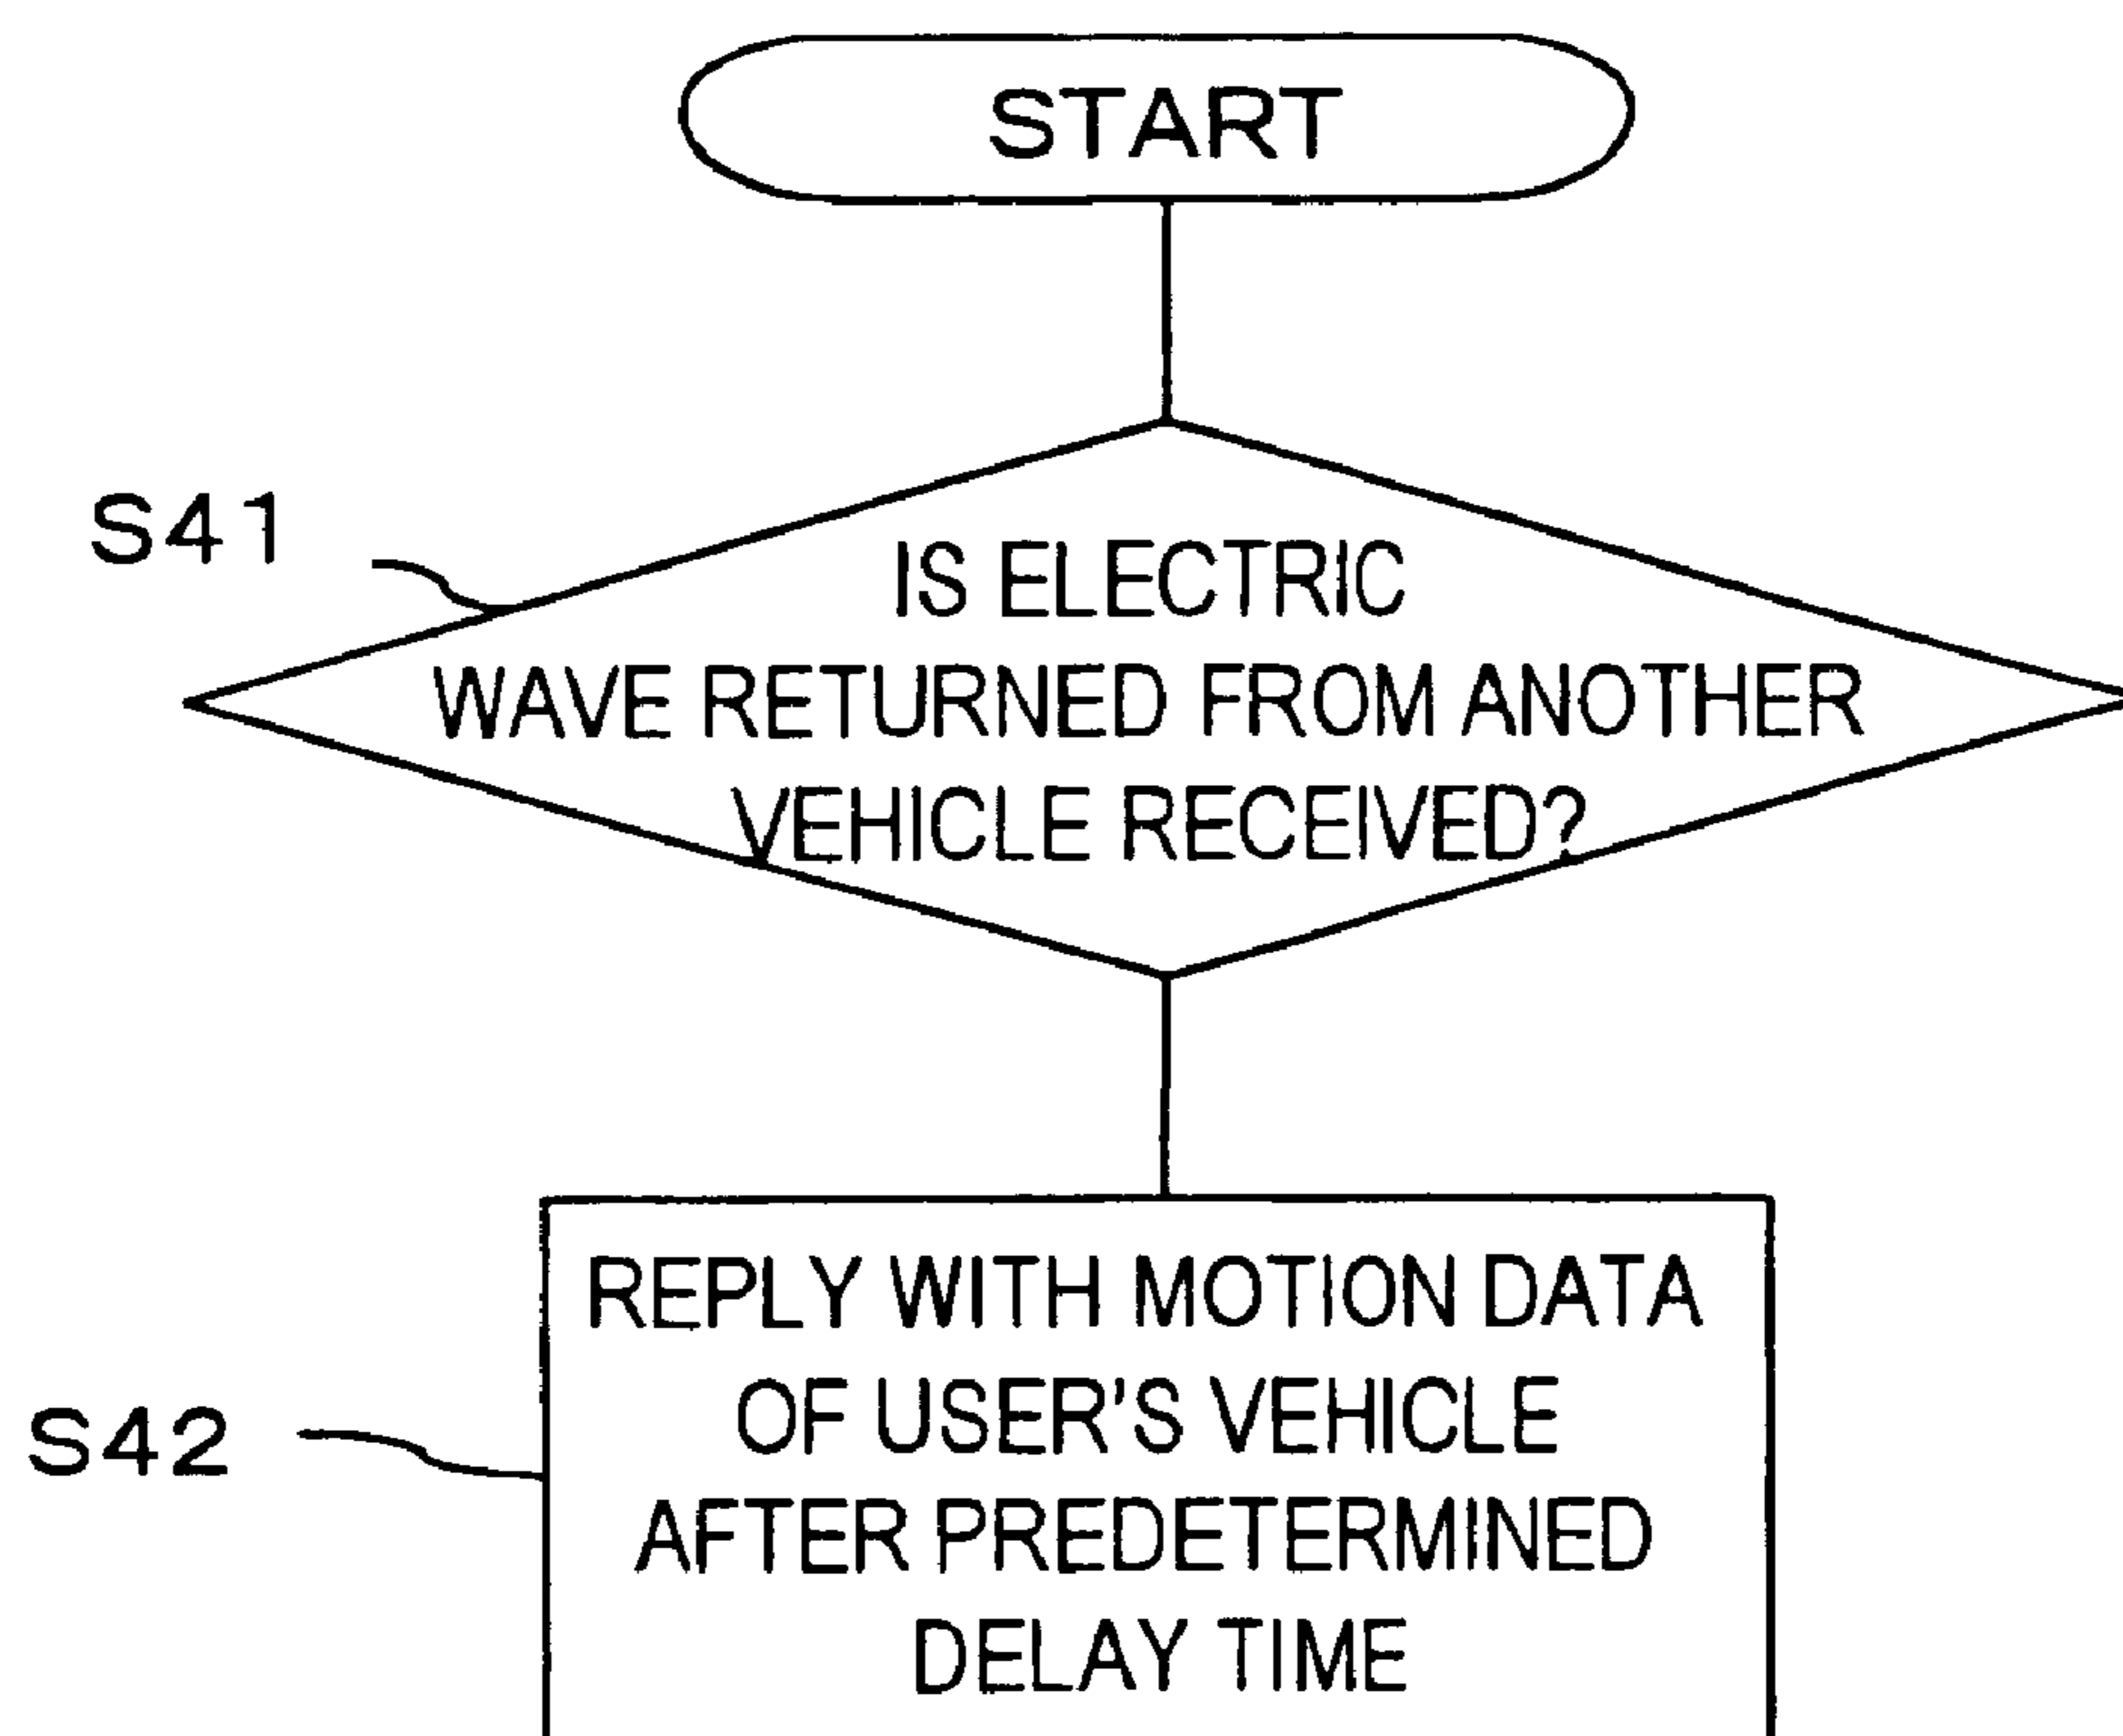 START
S41
IS ELECTRIC
WAVE RETURNED FROM ANOTHER
VEHICLE RECEIVED?
REPLY WITH MOTION DATA
OF USER'S VEHICLE
S42
AFTER PREDETERMINED
DELAY TIME